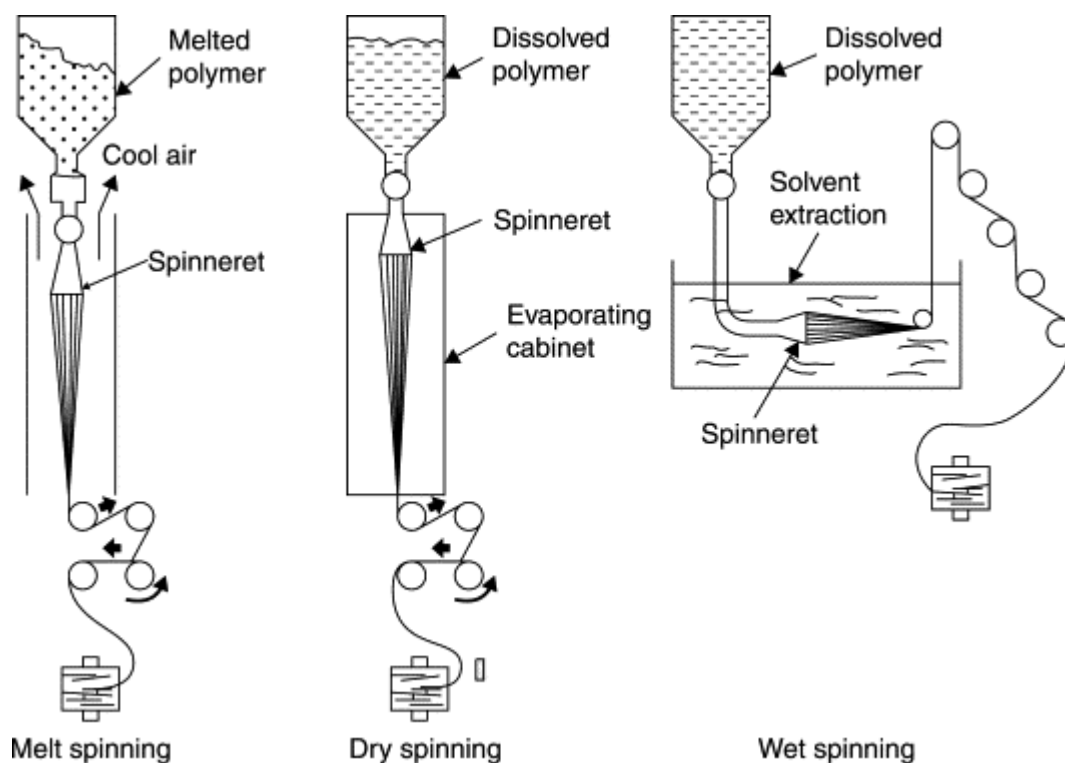 Melted
polymer
Cool air
Spinneret
Melt spinning
Dissolved
polymer
Spinneret
Evaporating
cabinet
Dry spinning
Dissolved
polymer
Solvent
extraction
Spinneret
Wet spinning